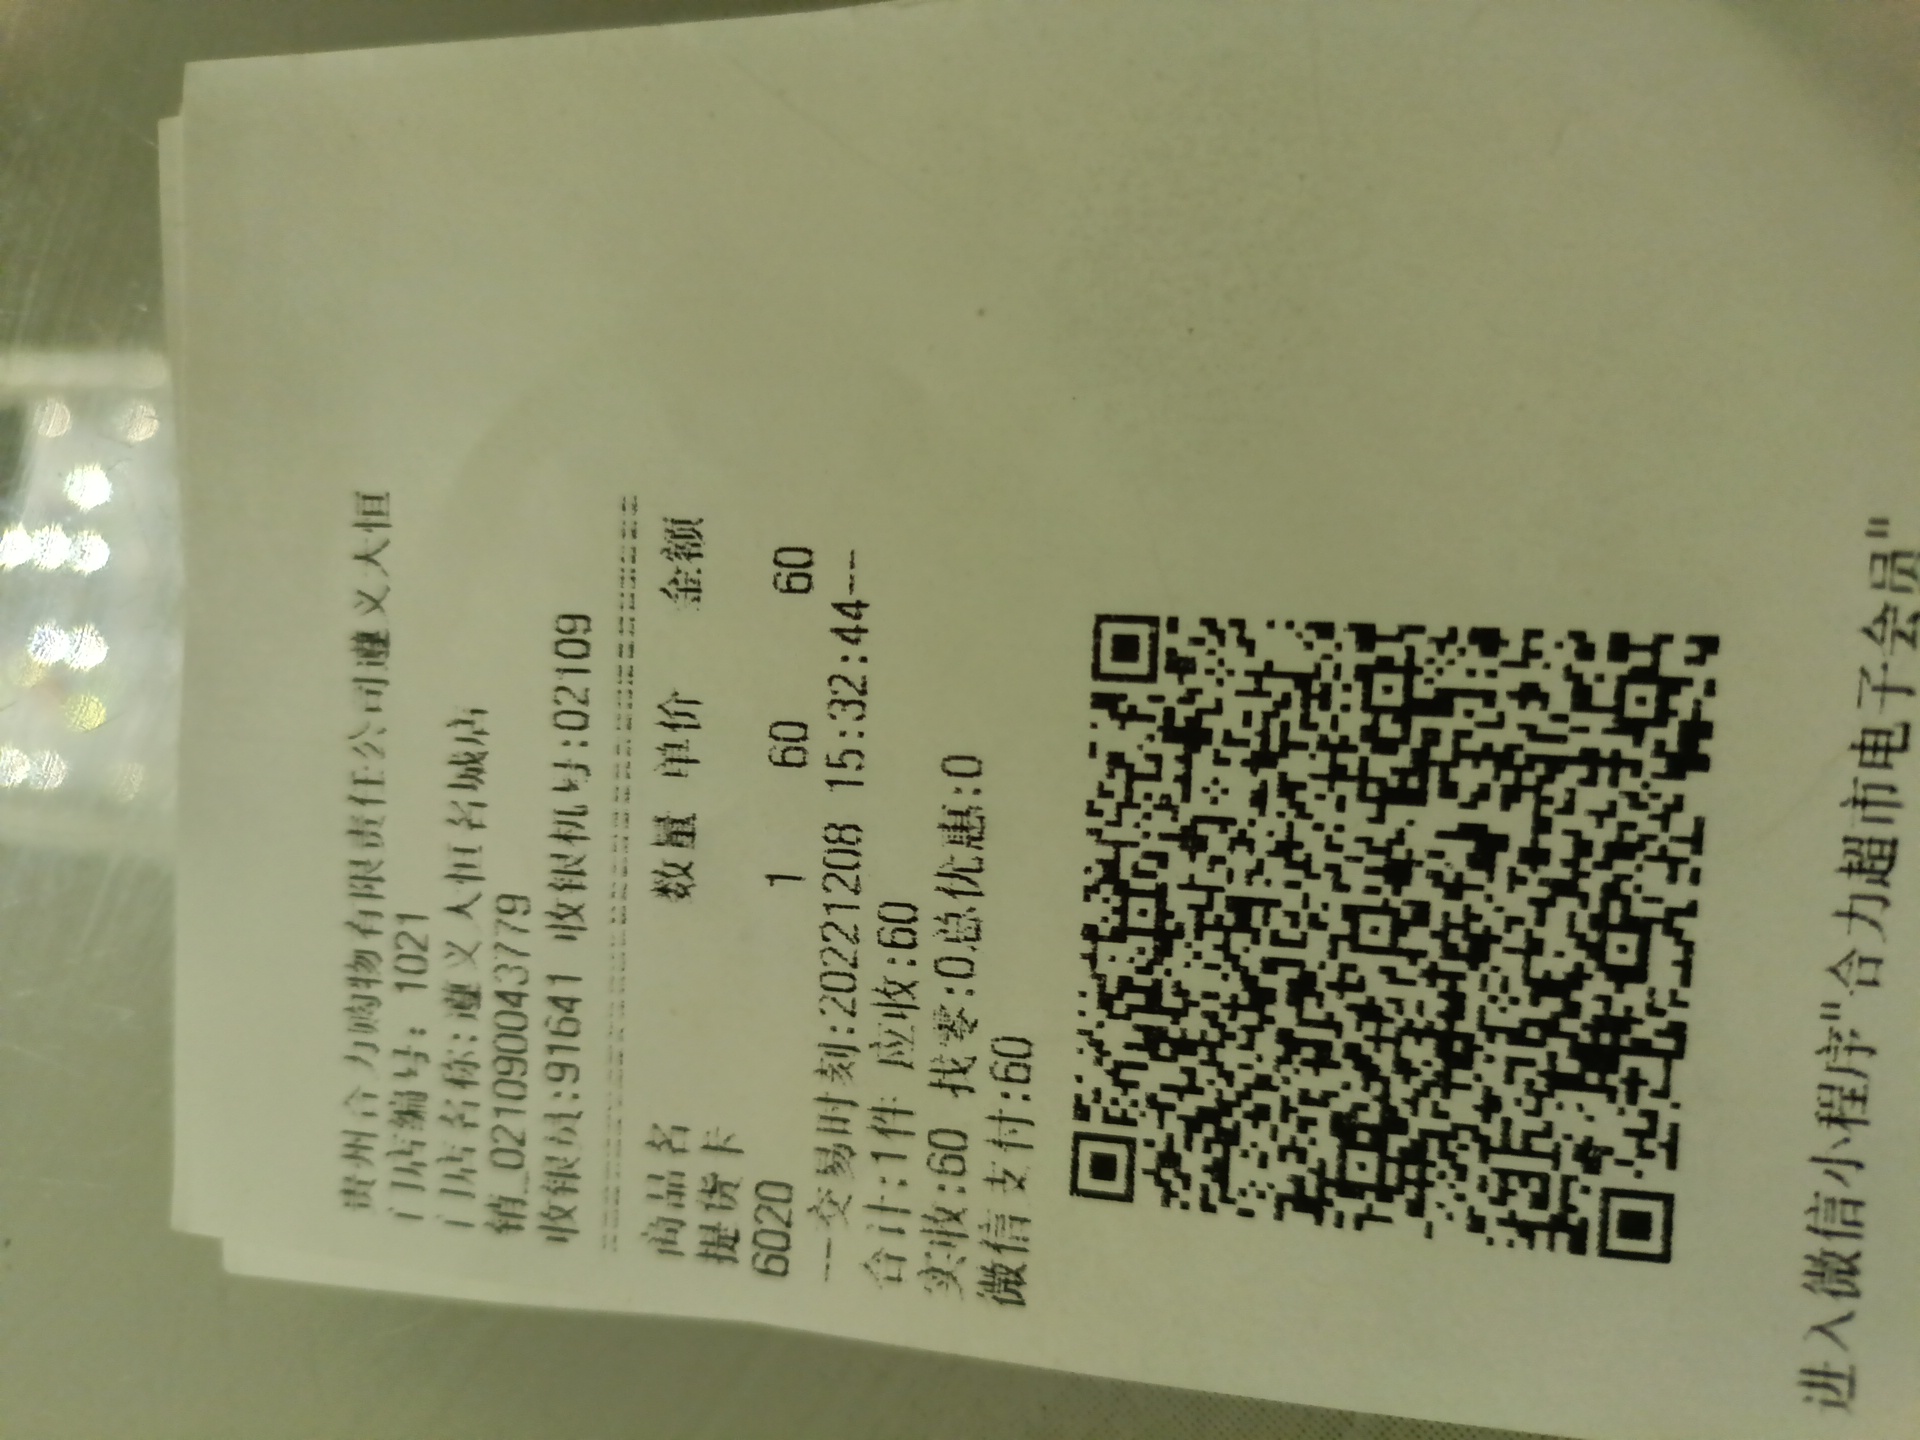 贵州合力购物有限责任公司遵义天恒
门店编号: 1021
门店名称:遵义天恒名城店
销_021090043779
收银员:91641 收银机号:02109
商品名 数量 单价 金额
提货卡
6020 1 60 60
---交易时刻:20221208 15:32:44---
合计:1件 应收:60
实收:60 找零:0总优惠:0
微信支付:60
进入微信小程序"合力超市电子会员"